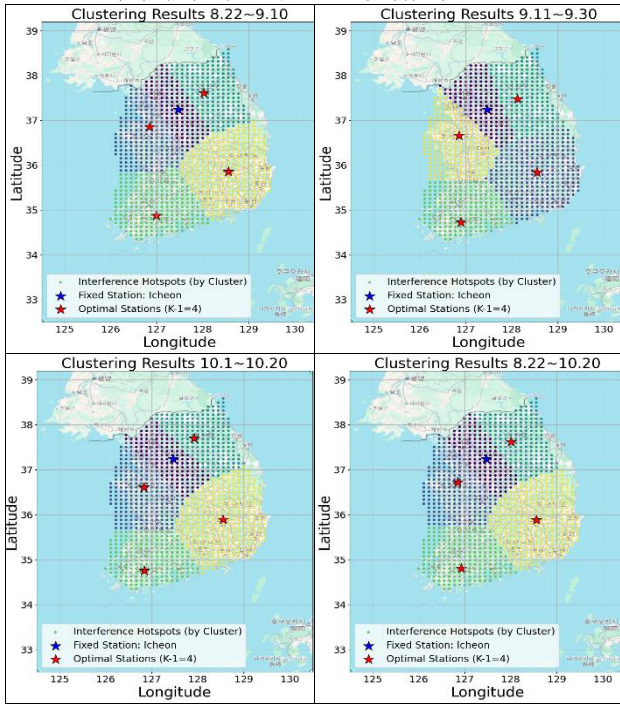 Clustering Results 8.22~9.10
39
38
37
36
35
34
33
Latitude
Interference Hotspots (by Cluster)
Fixed Station: Icheon
Optimal Stations (K-1=4)
125 126 127 128 129 130
Longitude
Clustering Results 9.11~9.30
39
38
37
36
35
34
33
Latitude
Interference Hotspots (by Cluster)
Fixed Station: Icheon
Optimal Stations (K-1=4)
125 126 127 128 129 130
Longitude
Clustering Results 10.1~10.20
39
38
37
36
35
34
33
Latitude
Interference Hotspots (by Cluster)
Fixed Station: Icheon
Optimal Stations (K-1=4)
125 126 127 128 129 130
Longitude
Clustering Results 8.22~10.20
39
38
37
36
35
34
33
Latitude
Interference Hotspots (by Cluster)
Fixed Station: Icheon
Optimal Stations (K-1=4)
125 126 127 128 129 130
Longitude